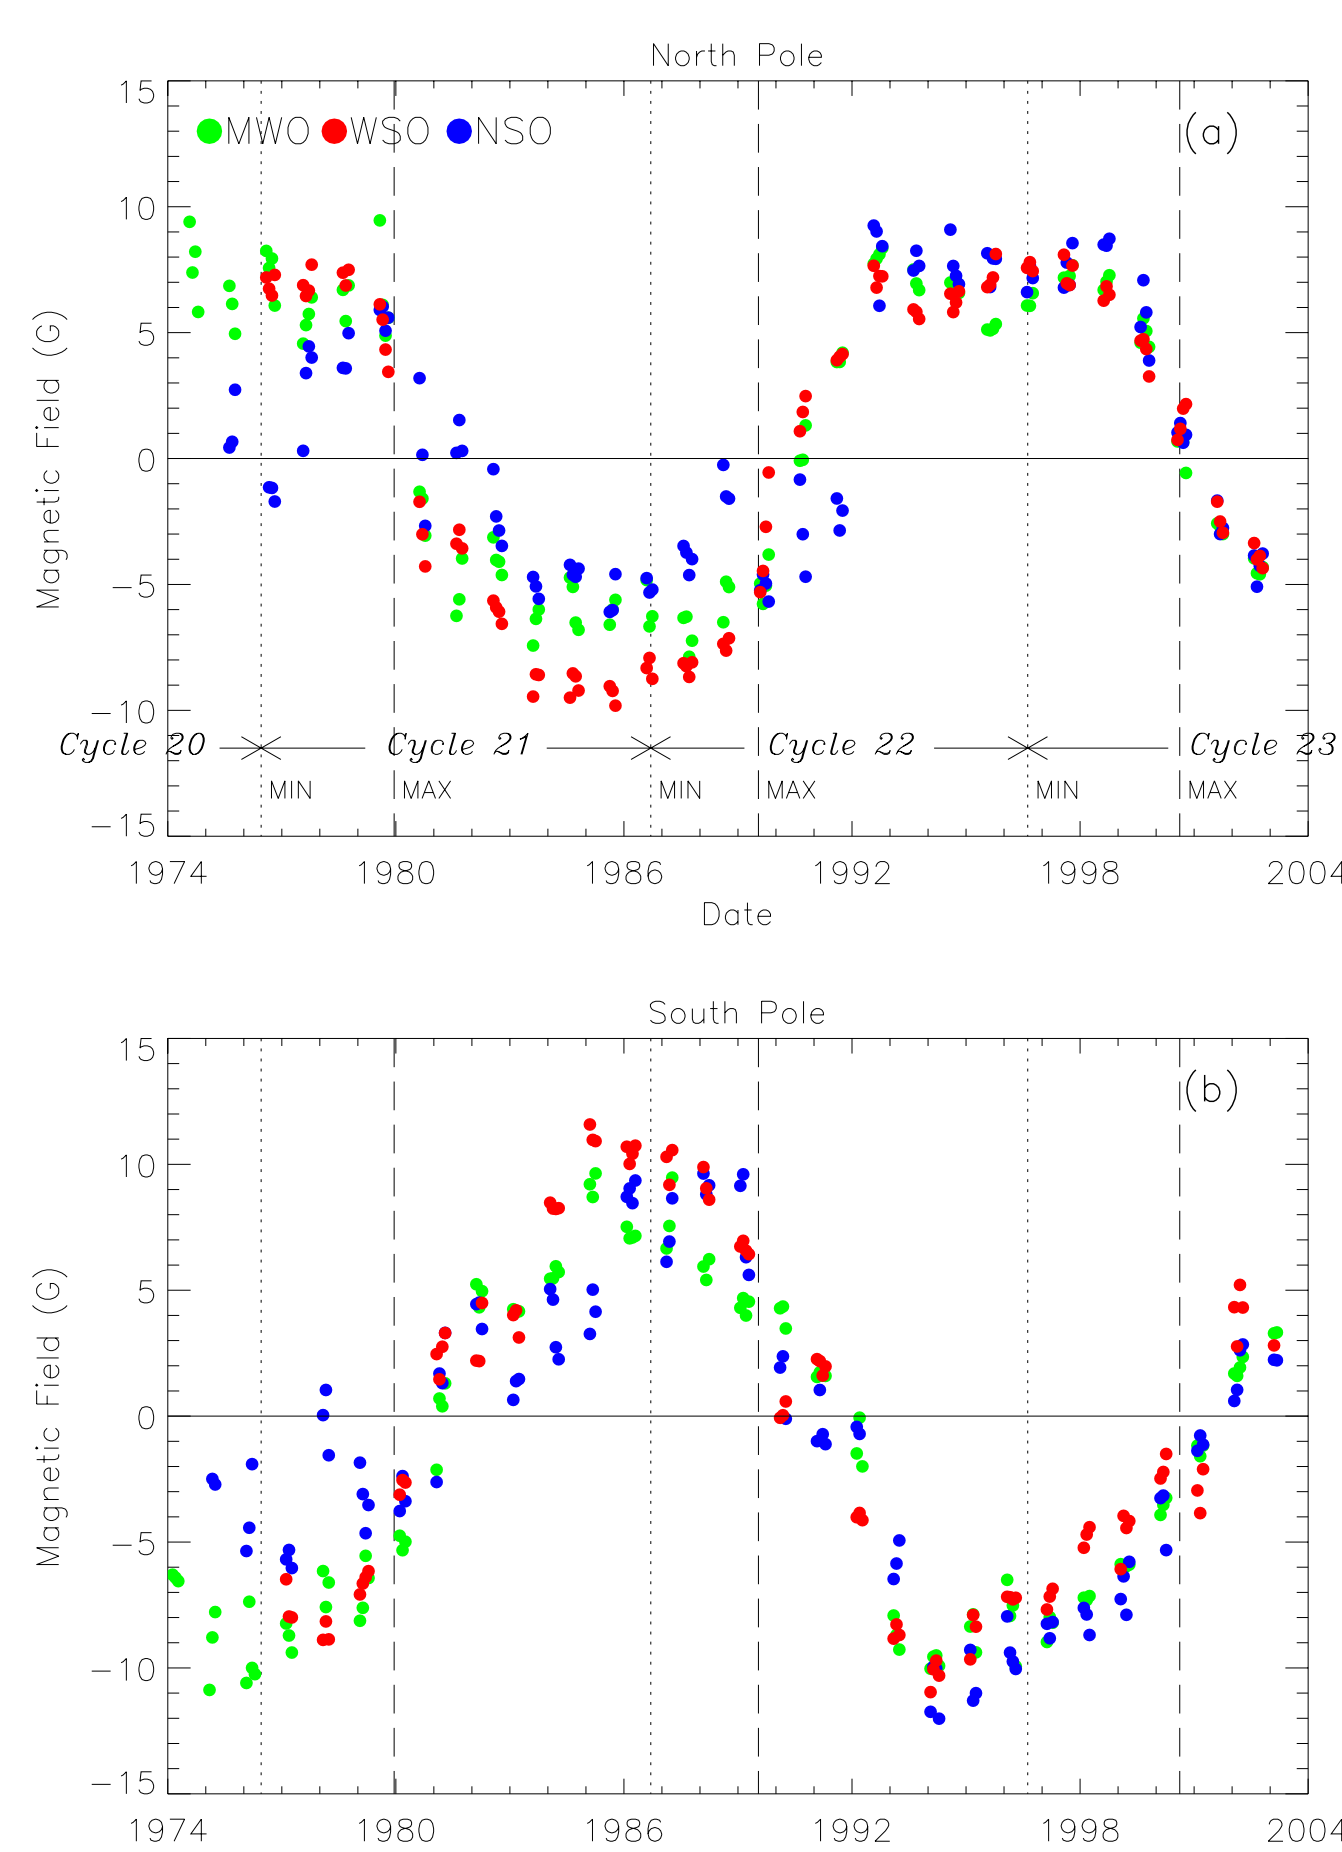 North Pole
15
MWO WSO NSO (a)
10
5
0
−5
−10
Magnetic Field (G)
Cycle 20 Cycle 21 Cycle 22 Cycle 23
MIN MAX MIN MAX MIN MAX
−15
1974 1980 1986 1992 1998 2004
Date
South Pole
15
(b)
10
5
0
−5
−10
−15
Magnetic Field (G)
1974 1980 1986 1992 1998 2004